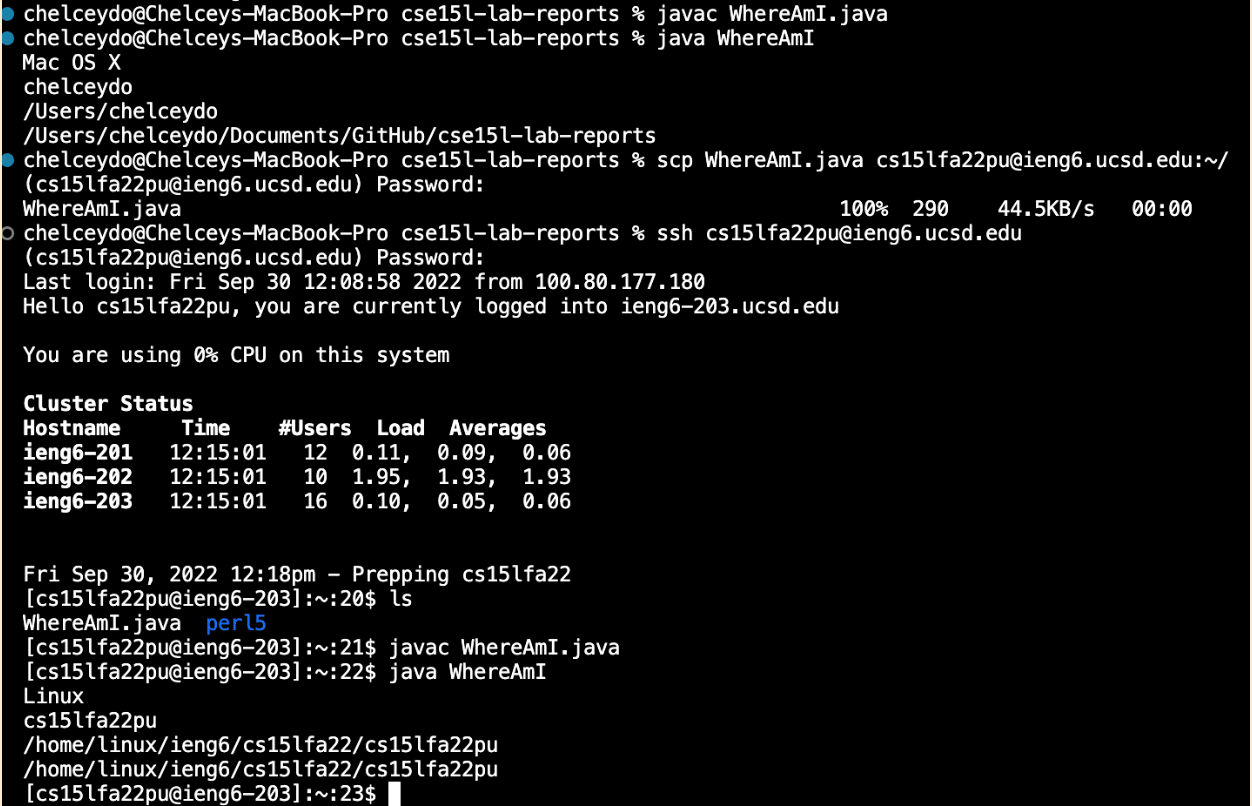 chelceydo@Chelceys-MacBook-Pro cse15l-lab-reports % javac WhereAmI.java
chelceydo@Chelceys-MacBook-Pro cse15l-lab-reports % java WhereAmI
Mac OS X
chelceydo
/Users/chelceydo
/Users/chelceydo/Documents/GitHub/cse15l-lab-reports
chelceydo@Chelceys-MacBook-Pro cse15l-lab-reports % scp WhereAmI.java cs15lfa22pu@ieng6.ucsd.edu:~/
(cs15lfa22pu@ieng6.ucsd.edu) Password:
WhereAmI.java 100% 290 44.5KB/s 00:00
chelceydo@Chelceys-MacBook-Pro cse15l-lab-reports % ssh cs15lfa22pu@ieng6.ucsd.edu
(cs15lfa22pu@ieng6.ucsd.edu) Password:
Last login: Fri Sep 30 12:08:58 2022 from 100.80.177.180
Hello cs15lfa22pu, you are currently logged into ieng6-203.ucsd.edu
You are using 0% CPU on this system
Cluster Status
Hostname Time #Users Load Averages
ieng6-201 12:15:01 12 0.11, 0.09, 0.06
ieng6-202 12:15:01 10 1.95, 1.93, 1.93
ieng6-203 12:15:01 16 0.10, 0.05, 0.06
Fri Sep 30, 2022 12:18pm - Prepping cs15lfa22
[cs15lfa22pu@ieng6-203]:~:20$ ls
WhereAmI.java perl5
[cs15lfa22pu@ieng6-203]:~:21$ javac WhereAmI.java
[cs15lfa22pu@ieng6-203]:~:22$ java WhereAmI
Linux
cs15lfa22pu
/home/linux/ieng6/cs15lfa22/cs15lfa22pu
/home/linux/ieng6/cs15lfa22/cs15lfa22pu
[cs15lfa22pu@ieng6-203]:~:23$